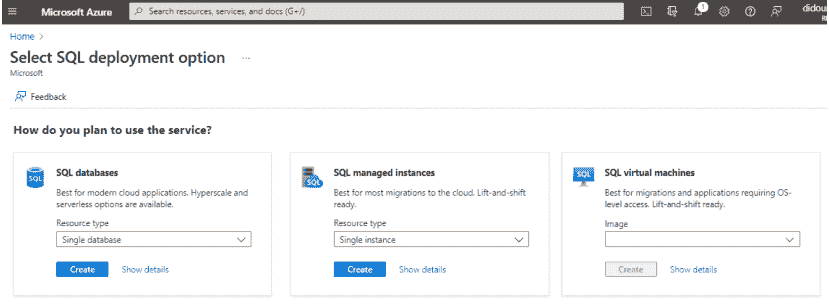 Microsoft Azure
Search resources, services, and docs (G+/)
1
didou
Home >
Select SQL deployment option ...
Microsoft
Feedback
How do you plan to use the service?
SQL
SQL databases
Best for modern cloud applications. Hyperscale and
serverless options are available.
Resource type
Single database
Create
Show details
SQL
SQL managed instances
Best for most migrations to the cloud. Lift-and-shift
ready.
Resource type
Single instance
Create
Show details
SQL
SQL virtual machines
Best for migrations and applications requiring OS-
level access. Lift-and-shift ready.
Image
Create
Show details